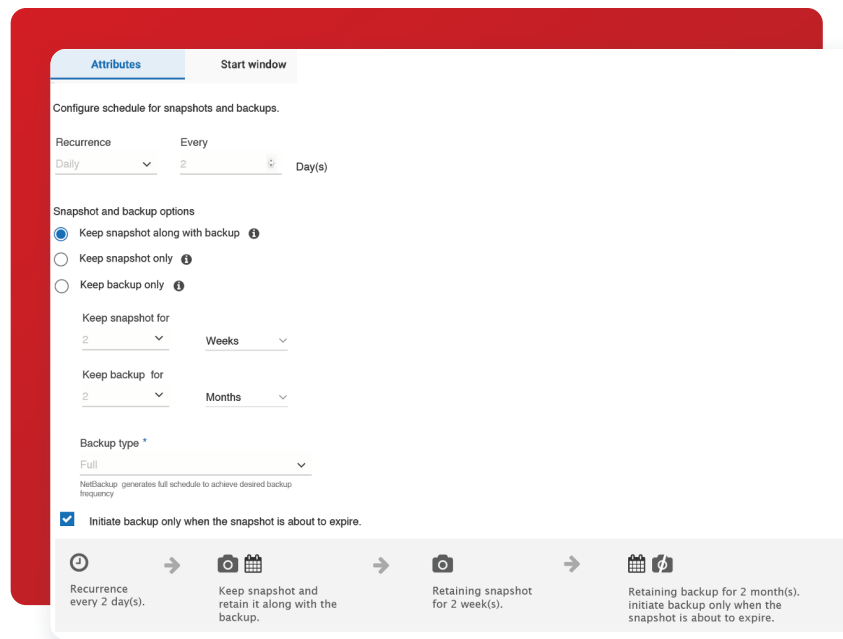 Attributes
Start window
Configure schedule for snapshots and backups.
Recurrence
Every
Daily
2
Day(s)
Snapshot and backup options
Keep snapshot along with backup
Keep snapshot only
Keep backup only
Keep snapshot for
2
Weeks
Keep backup for
2
Months
Backup type *
Full
NetBackup generates full schedule to achieve desired backup
frequency
Initiate backup only when the snapshot is about to expire.
Recurrence
every 2 day(s).
Keep snapshot and
retain it along with the
backup.
Retaining snapshot
for 2 week(s).
Retaining backup for 2 month(s).
initiate backup only when the
snapshot is about to expire.